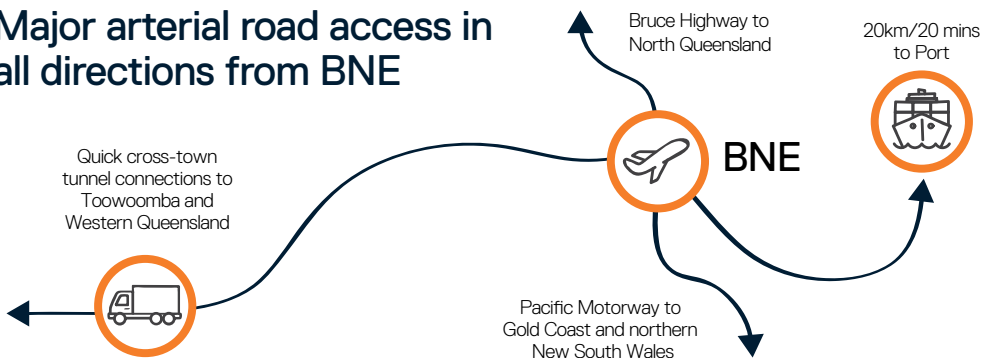 Major arterial road access in
all directions from BNE
Bruce Highway to
North Queensland
20km/20 mins
to Port
Quick cross-town
tunnel connections to
Toowoomba and
Western Queensland
BNE
Pacific Motorway to
Gold Coast and northern
New South Wales